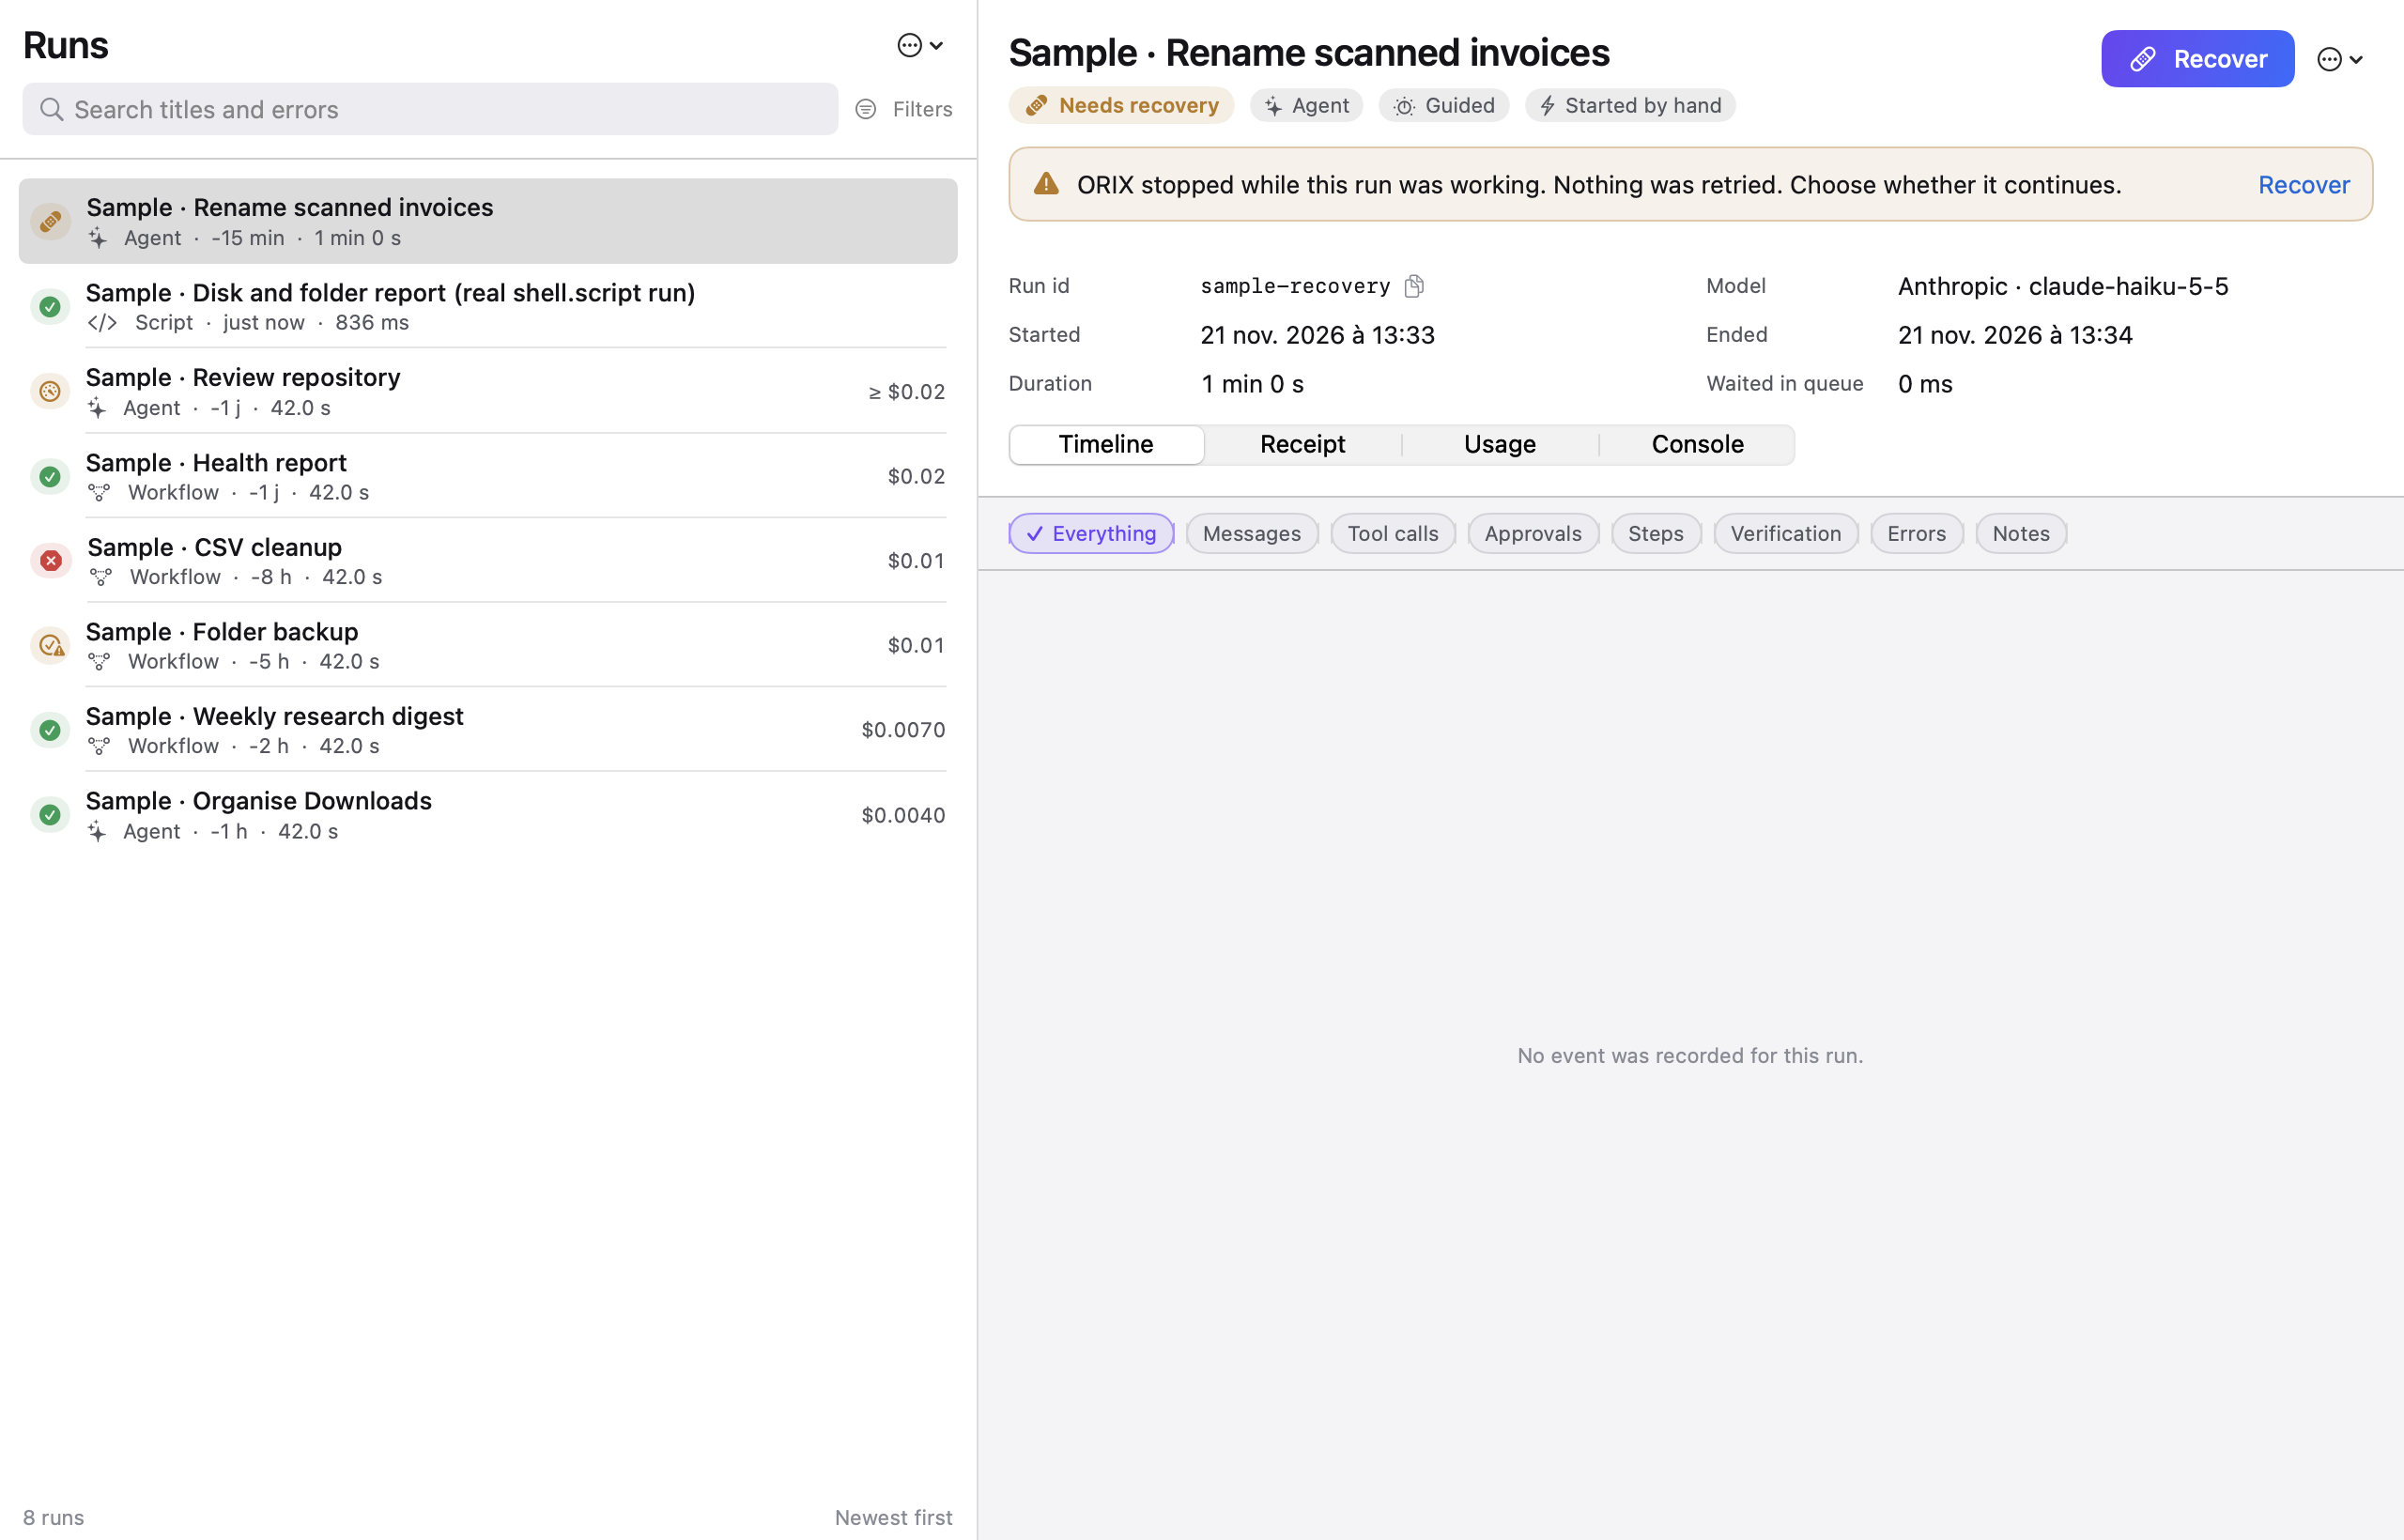 Runs
Search titles and errors
Filters
Sample · Rename scanned invoices
Agent · -15 min · 1 min 0 s
Sample · Disk and folder report (real shell.script run)
Script · just now · 836 ms
Sample · Review repository
Agent · -1 j · 42.0 s
≥ $0.02
Sample · Health report
Workflow · -1 j · 42.0 s
$0.02
Sample · CSV cleanup
Workflow · -8 h · 42.0 s
$0.01
Sample · Folder backup
Workflow · -5 h · 42.0 s
$0.01
Sample · Weekly research digest
Workflow · -2 h · 42.0 s
$0.0070
Sample · Organise Downloads
Agent · -1 h · 42.0 s
$0.0040
8 runs
Newest first
Sample · Rename scanned invoices
Recover
Needs recovery
Agent
Guided
Started by hand
ORIX stopped while this run was working. Nothing was retried. Choose whether it continues.
Recover
Run id
sample-recovery
Model
Anthropic · claude-haiku-5-5
Started
21 nov. 2026 à 13:33
Ended
21 nov. 2026 à 13:34
Duration
1 min 0 s
Waited in queue
0 ms
Timeline
Receipt
Usage
Console
Everything
Messages
Tool calls
Approvals
Steps
Verification
Errors
Notes
No event was recorded for this run.